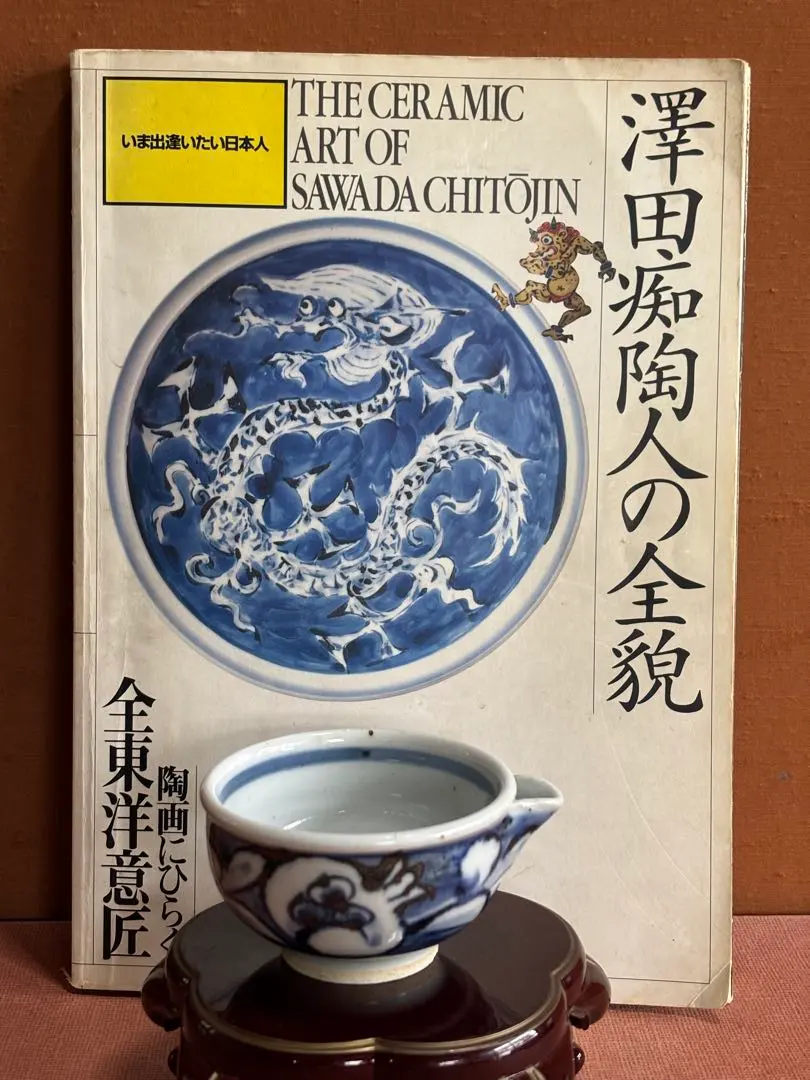 いま出逢いたい日本人
THE CERAMIC
ART OF
SAWADA CHITŌJIN
澤田痴陶人の全貌
陶画にひらく
全東洋意匠